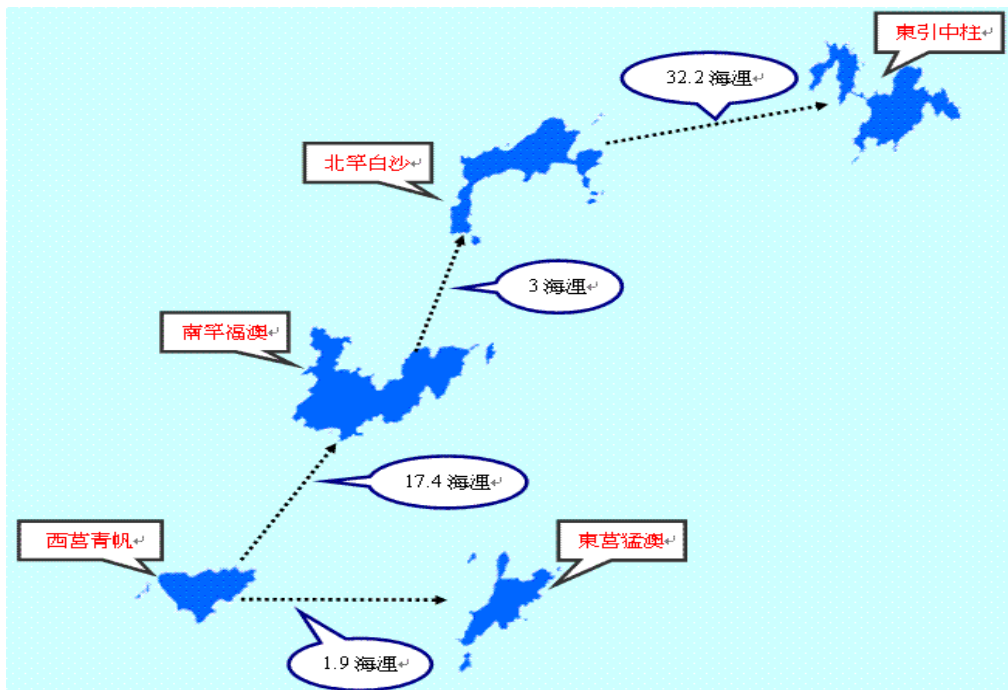 東引中柱
32.2 海浬
北竿白沙
3 海浬
南竿福澳
17.4 海浬
西莒青帆
東莒猛澳
1.9 海浬